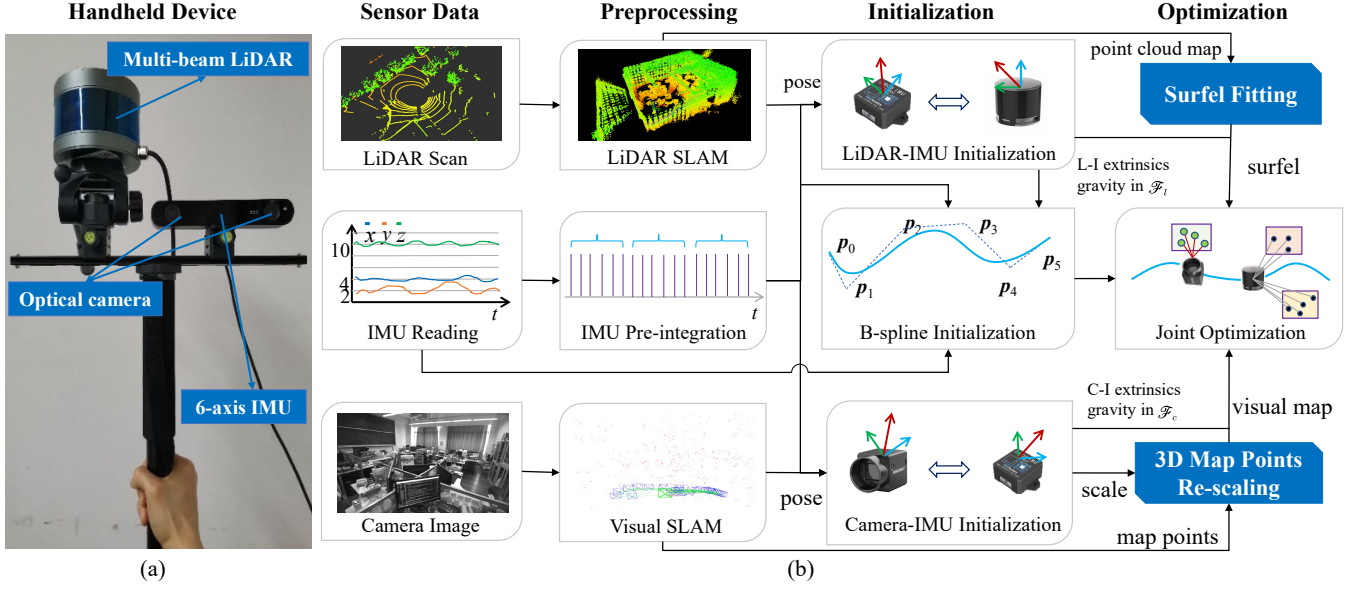 Handheld Device
Sensor Data
Preprocessing
Initialization
Optimization
Multi-beam LiDAR
Optical camera
6-axis IMU
(a)
LiDAR Scan
LiDAR SLAM
pose
LiDAR-IMU Initialization
point cloud map
Surfel Fitting
L-I extrinsics
gravity in ℱ_l
surfel
x y z
10
4
2
t
IMU Reading
t
IMU Pre-integration
p0
p1
p2
p3
p4
p5
B-spline Initialization
Joint Optimization
Camera Image
Visual SLAM
pose
Camera-IMU Initialization
C-I extrinsics
gravity in ℱ_c
visual map
scale
3D Map Points
Re-scaling
map points
(b)